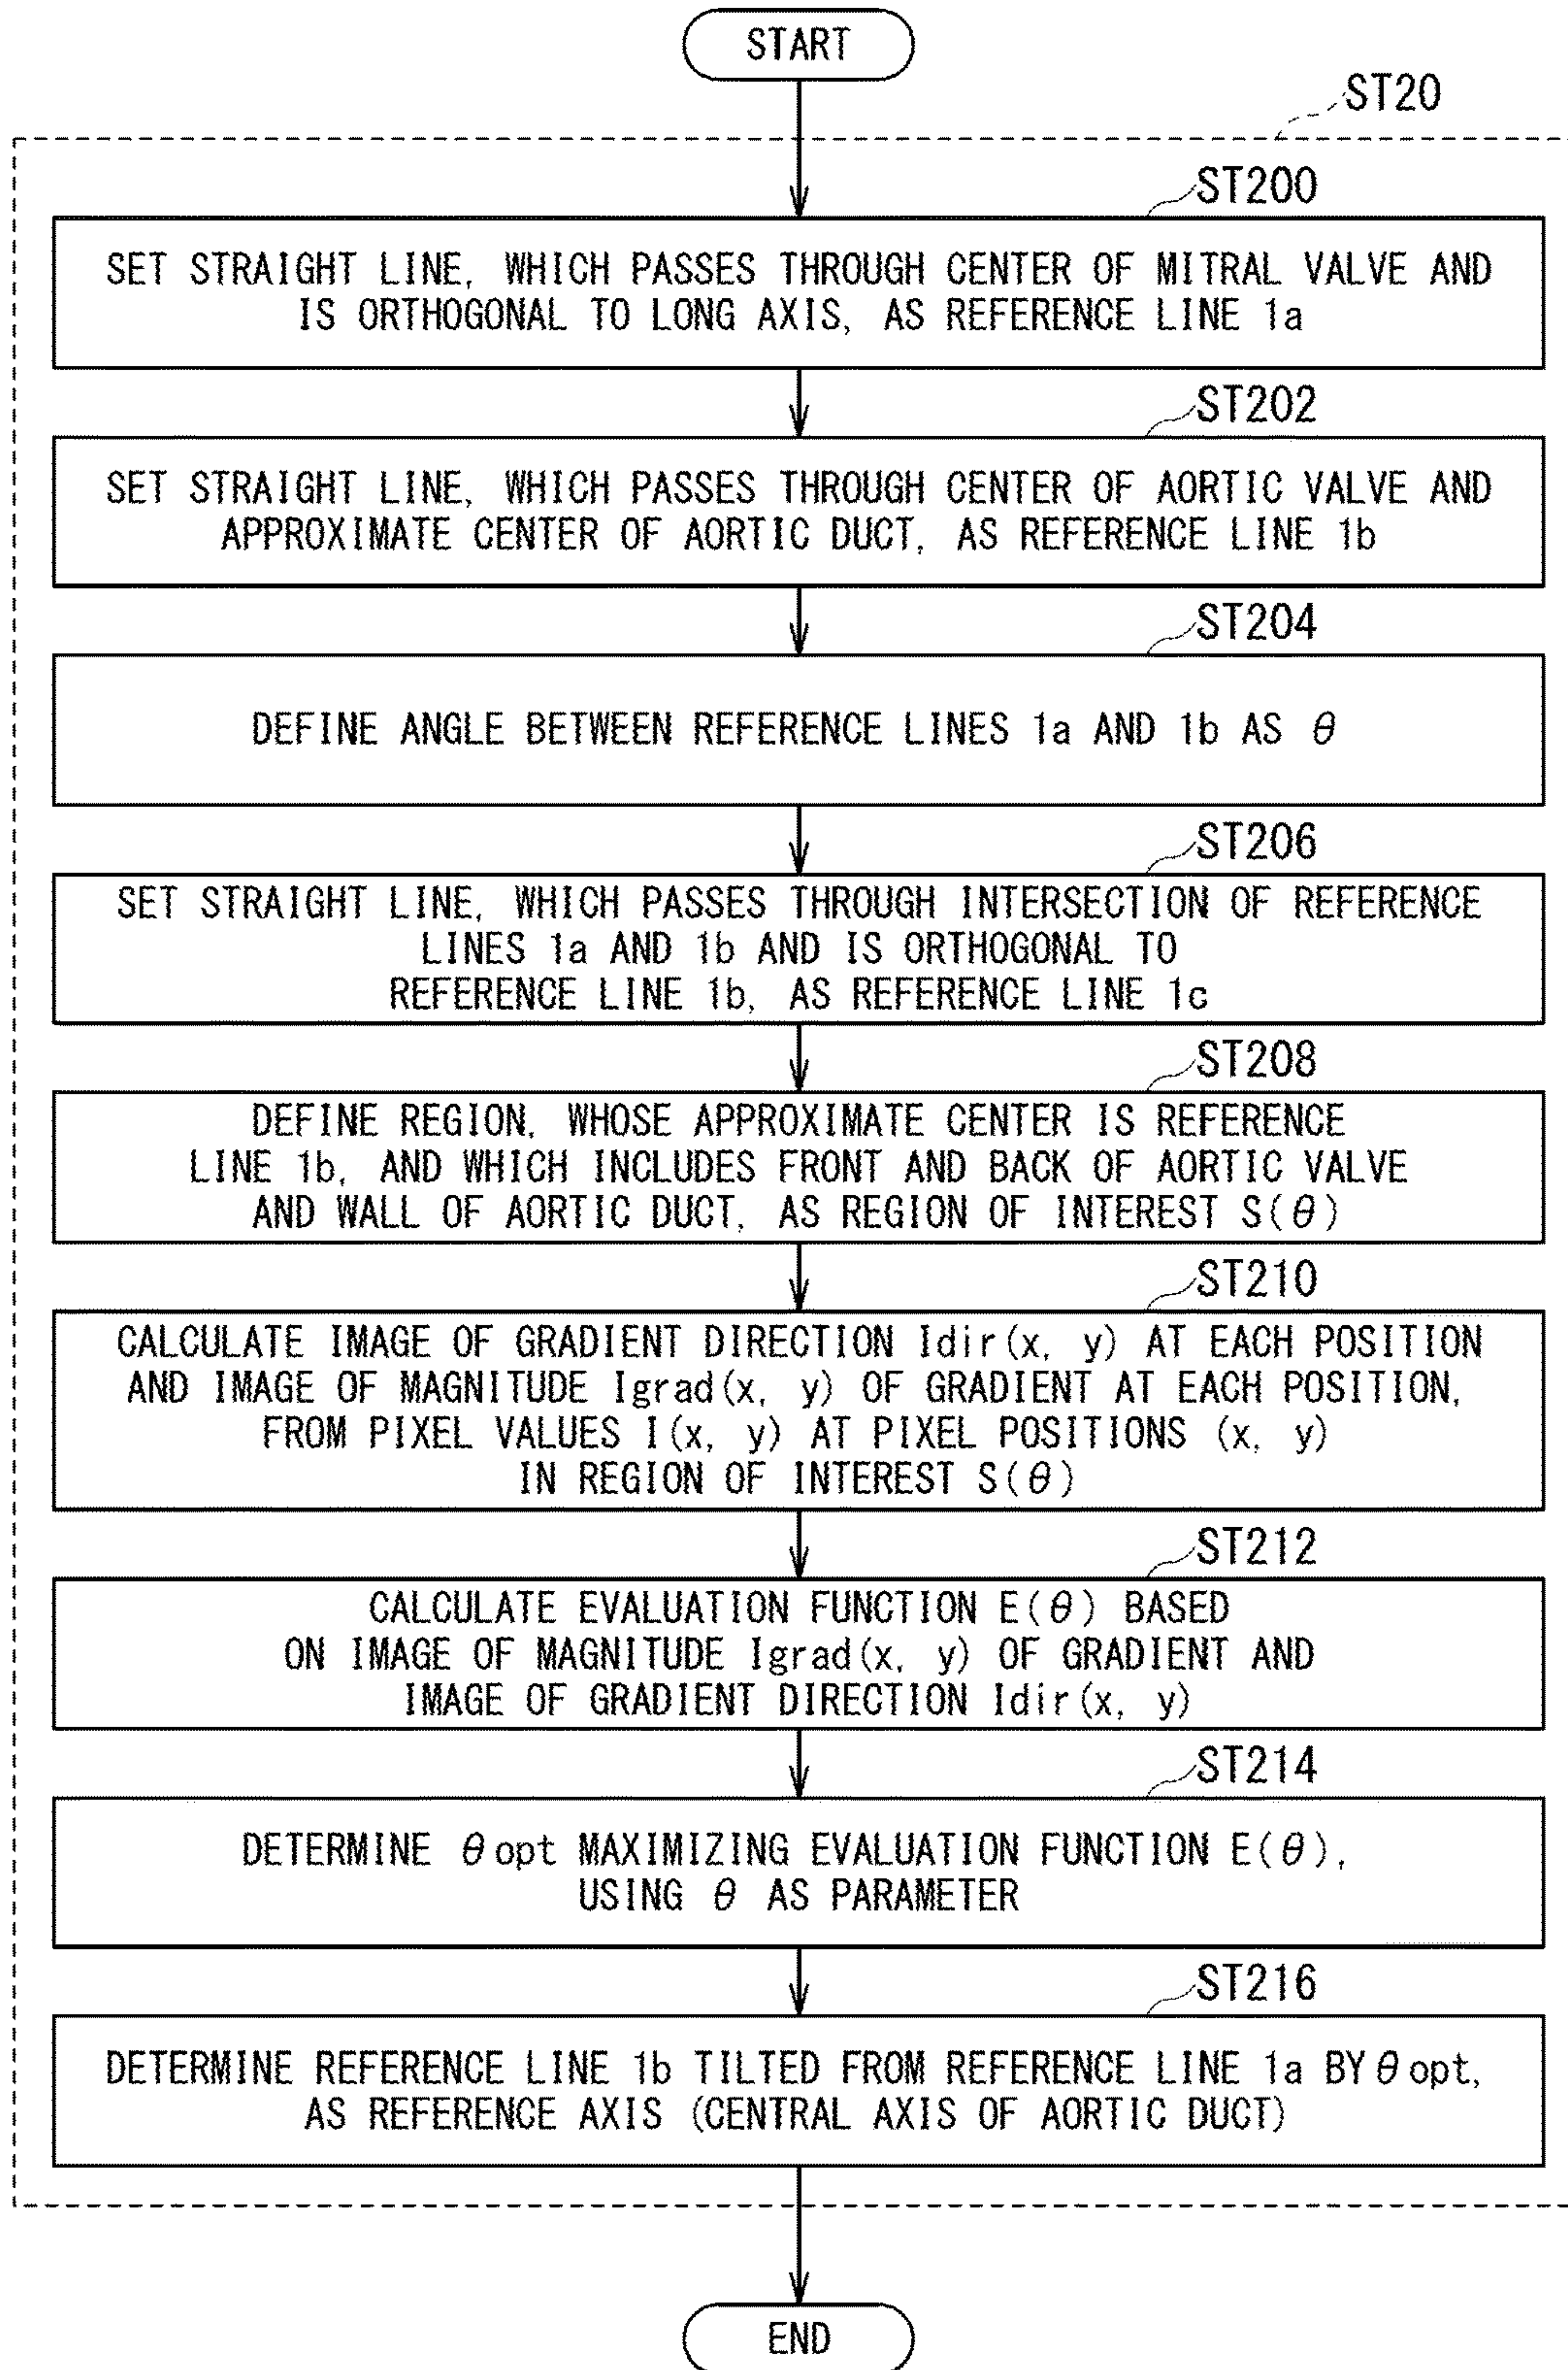 START
ST20
ST200
SET STRAIGHT LINE, WHICH PASSES THROUGH CENTER OF MITRAL VALVE AND
IS ORTHOGONAL TO LONG AXIS, AS REFERENCE LINE 1a
ST202
SET STRAIGHT LINE, WHICH PASSES THROUGH CENTER OF AORTIC VALVE AND
APPROXIMATE CENTER OF AORTIC DUCT, AS REFERENCE LINE 1b
ST204
DEFINE ANGLE BETWEEN REFERENCE LINES 1a AND 1b AS θ
ST206
SET STRAIGHT LINE, WHICH PASSES THROUGH INTERSECTION OF REFERENCE
LINES 1a AND 1b AND IS ORTHOGONAL TO
REFERENCE LINE 1b, AS REFERENCE LINE 1c
ST208
DEFINE REGION, WHOSE APPROXIMATE CENTER IS REFERENCE
LINE 1b, AND WHICH INCLUDES FRONT AND BACK OF AORTIC VALVE
AND WALL OF AORTIC DUCT, AS REGION OF INTEREST S(θ)
ST210
CALCULATE IMAGE OF GRADIENT DIRECTION Idir(x, y) AT EACH POSITION
AND IMAGE OF MAGNITUDE Igrad(x, y) OF GRADIENT AT EACH POSITION,
FROM PIXEL VALUES I(x, y) AT PIXEL POSITIONS (x, y)
IN REGION OF INTEREST S(θ)
ST212
CALCULATE EVALUATION FUNCTION E(θ) BASED
ON IMAGE OF MAGNITUDE Igrad(x, y) OF GRADIENT AND
IMAGE OF GRADIENT DIRECTION Idir(x, y)
ST214
DETERMINE θopt MAXIMIZING EVALUATION FUNCTION E(θ),
USING θ AS PARAMETER
ST216
DETERMINE REFERENCE LINE 1b TILTED FROM REFERENCE LINE 1a BY θopt,
AS REFERENCE AXIS (CENTRAL AXIS OF AORTIC DUCT)
END